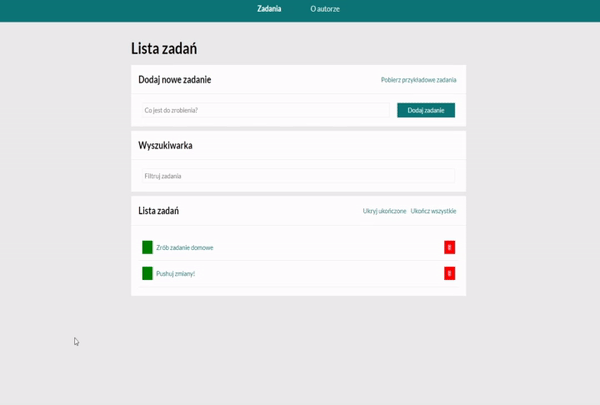 Zadania O autorze
Lista zadań
Dodaj nowe zadanie Pobierz przykładowe zadania
Co jest do zrobienia? Dodaj zadanie
Wyszukiwarka
Filtruj zadania
Lista zadań Ukryj ukończone Ukończ wszystkie
Zrób zadanie domowe
Pushuj zmiany!